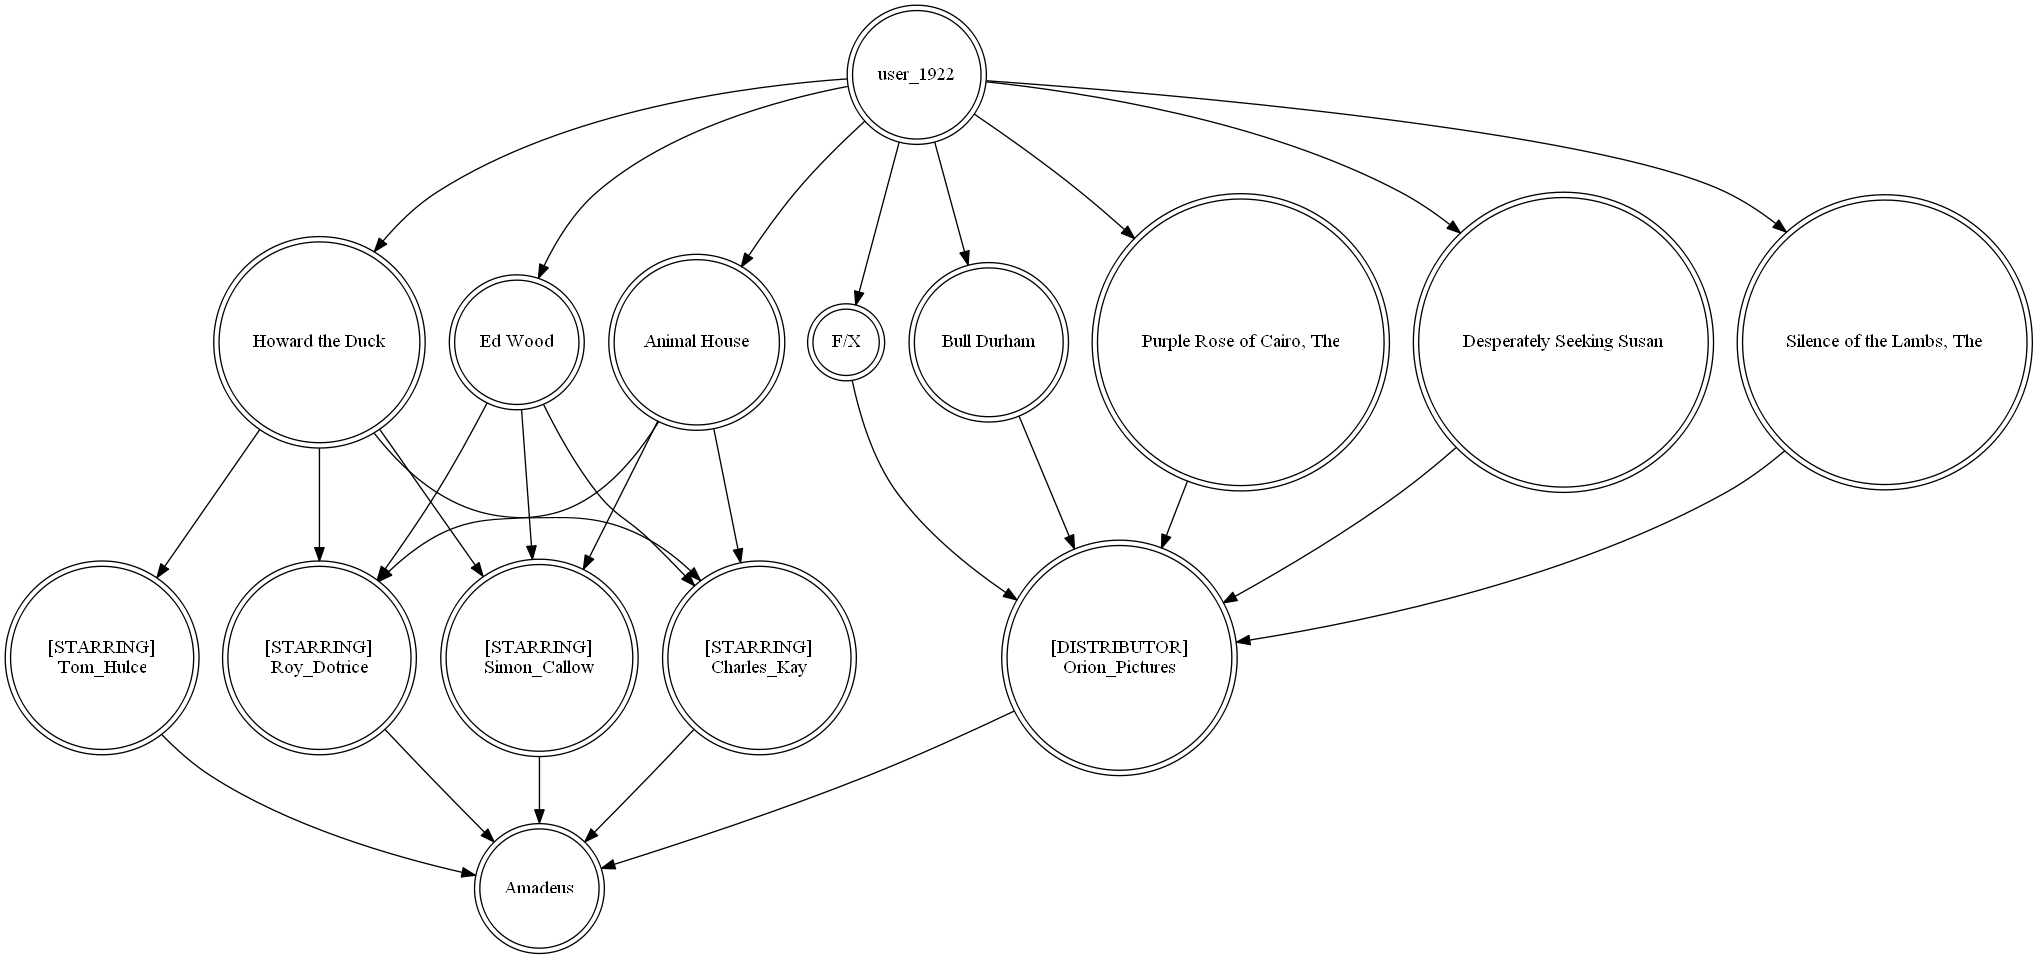 user_1922
Howard the Duck
Ed Wood
Animal House
F/X
Bull Durham
Purple Rose of Cairo, The
Desperately Seeking Susan
Silence of the Lambs, The
[STARRING]
Tom_Hulce
[STARRING]
Roy_Dotrice
[STARRING]
Simon_Callow
[STARRING]
Charles_Kay
[DISTRIBUTOR]
Orion_Pictures
Amadeus